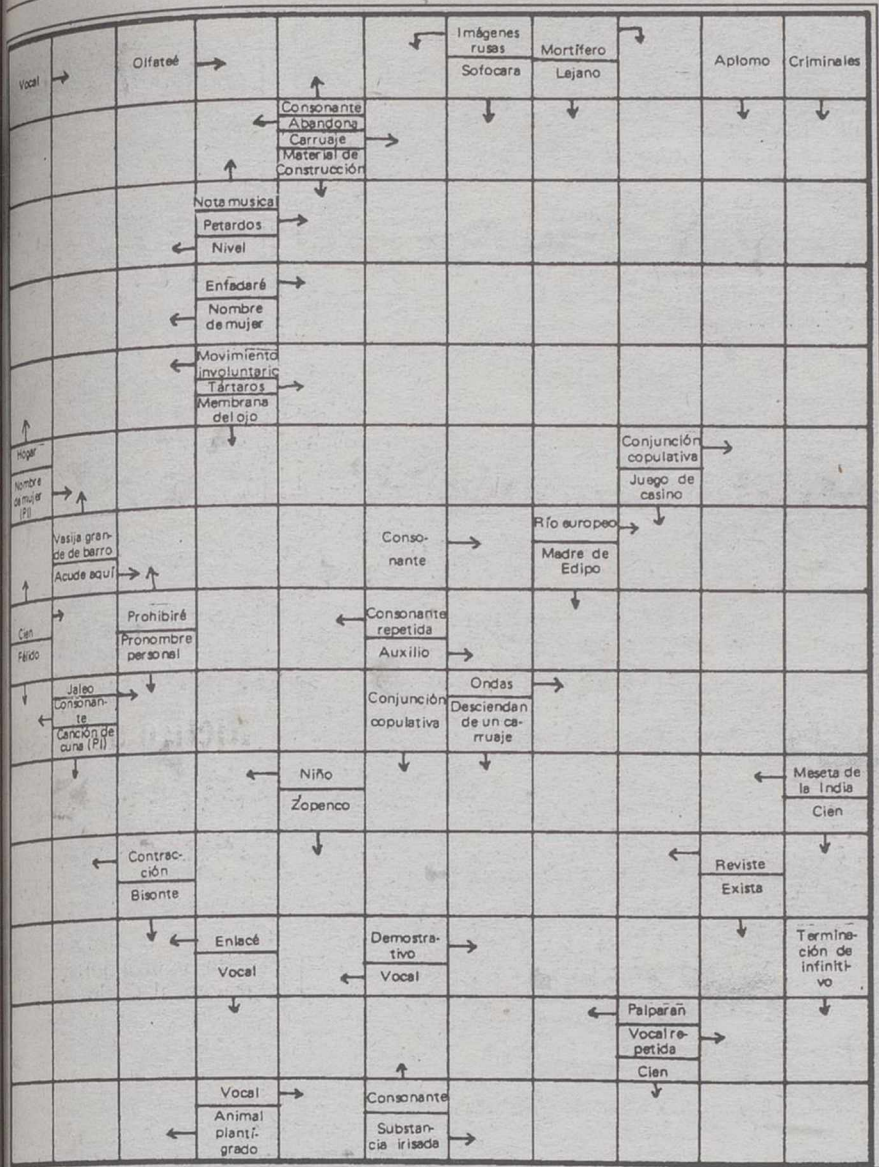 Vocal
Olfateé
Imágenes
rusas
Sofocara
Mortífero
Lejano
Aplomo
Criminales
Consonante
Abandona
Carruaje
Material de
Construcción
Nota musical
Petardos
Nivel
Enfadaré
Nombre
de mujer
Movimiento
involuntario
Tártaros
Membrana
del ojo
Hogar
Nombre
de mujer
(Pl)
Conjunción
copulativa
Juego de
casino
Vasija gran-
de de barro
Acude aquí
Conso-
nante
Río europeo
Madre de
Edipo
Cien
Félido
Prohibiré
Pronombre
personal
Consonante
repetida
Auxilio
Jaleo
Consonan-
te
Canción de
cuna (Pl)
Conjunción
copulativa
Ondas
Desciendan
de un ca-
rruaje
Niño
Zopenco
Meseta de
la India
Cien
Contrac-
ción
Bisonte
Reviste
Exista
Enlacé
Vocal
Demostra-
tivo
Vocal
Termina-
ción de
infiniti-
vo
Palparan
Vocal re-
petida
Cien
Vocal
Animal
plantí-
grado
Consonante
Substan-
cia irisada